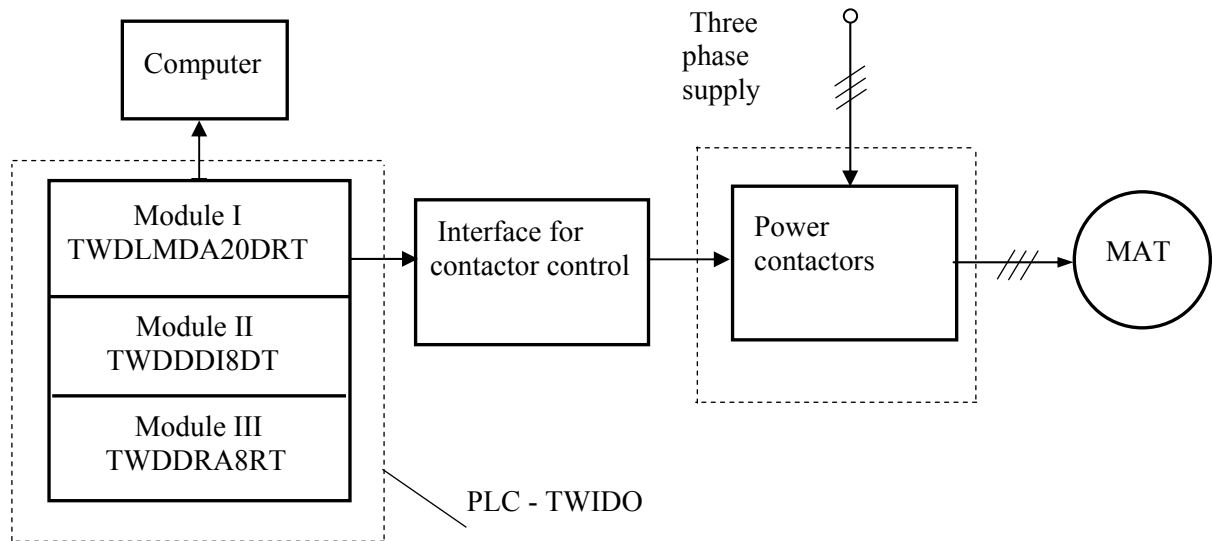 Computer
Three
phase
supply
Module I
TWDLMDA20DRT
Module II
TWDDDI8DT
Module III
TWDDRA8RT
Interface for
contactor control
Power
contactors
MAT
PLC - TWIDO